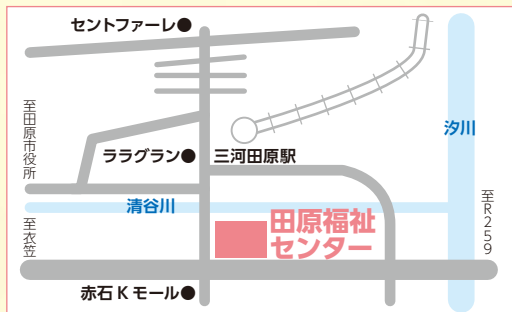 セントファーレ
至田原市役所
ララグラン
三河田原駅
汐川
清谷川
至衣笠
田原福祉
センター
至R259
赤石Kモール